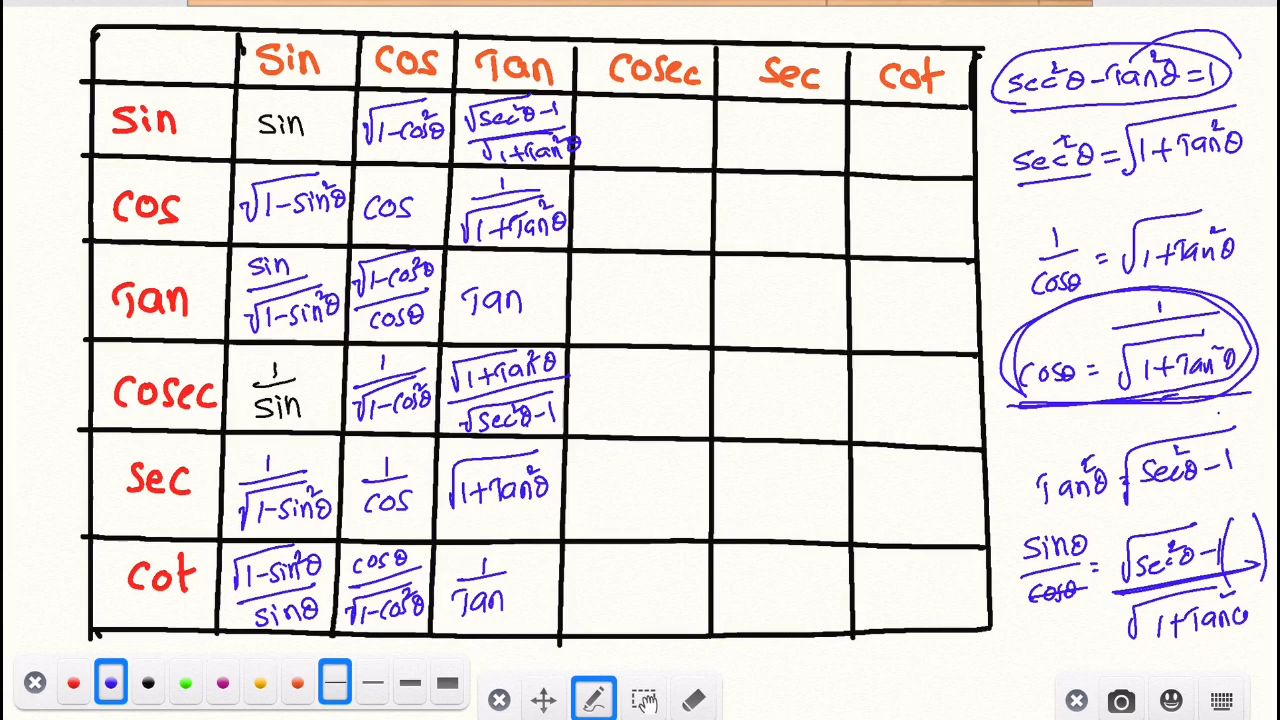 Sin cos Tan cosec sec cot
sin sin √1-cos²θ √sec²θ-1/√1+Tan²θ
cos √1-sin²θ cos 1/√1+Tan²θ
Tan sin/√1-sin²θ √1-cos²θ/cosθ Tan
cosec 1/sin 1/√1-cos²θ √1+Tan²θ/√sec²θ-1
sec 1/√1-sin²θ 1/cos √1+Tan²θ
cot √1-sin²θ/sinθ cosθ/√1-cos²θ 1/Tan
sec²θ-Tan²θ=1
sec²θ=√1+Tan²θ
1/cosθ=√1+Tan²θ
cosθ=1/√1+Tan²θ
Tan²θ=√sec²θ-1
sinθ/cosθ=√sec²θ-1()/√1+Tan²θ